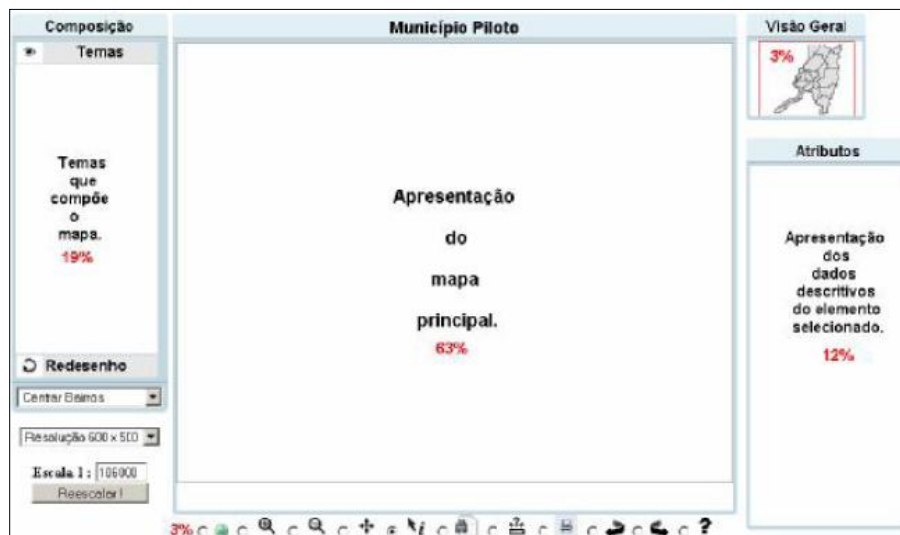 Composição
Temas
Temas
que
compõe
o
mapa.
19%
Redesenho
Centrar Bairros
Resolução 600 x 500
Escala 1: 106000
Reescalar!
Município Piloto
Apresentação
do
mapa
principal.
63%
3%
?
Visão Geral
3%
Atributos
Apresentação
dos
dados
descritivos
do elemento
selecionado.
12%